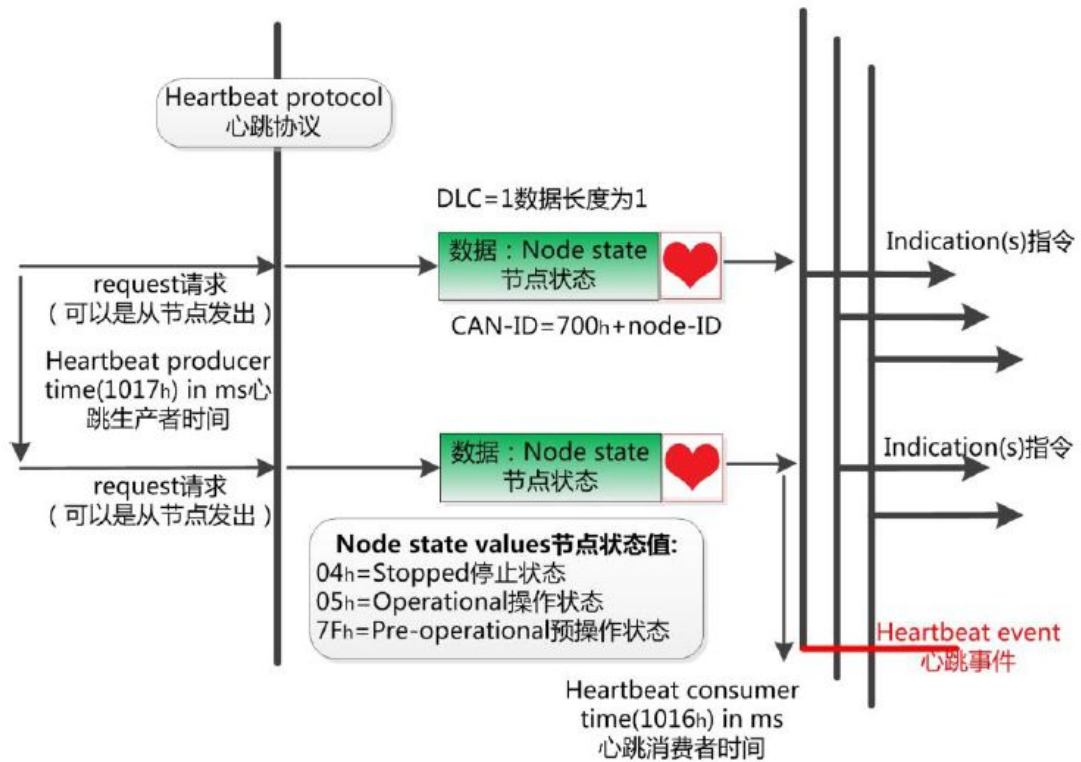 Heartbeat protocol
心跳协议
DLC=1数据长度为1
数据：Node state
节点状态
Indication(s)指令
request请求
（可以是从节点发出）
CAN-ID=700h+node-ID
Heartbeat producer
time(1017h) in ms心
跳生产者时间
数据：Node state
节点状态
Indication(s)指令
request请求
（可以是从节点发出）
Node state values节点状态值:
04h=Stopped停止状态
05h=Operational操作状态
7Fh=Pre-operational预操作状态
Heartbeat event
心跳事件
Heartbeat consumer
time(1016h) in ms
心跳消费者时间